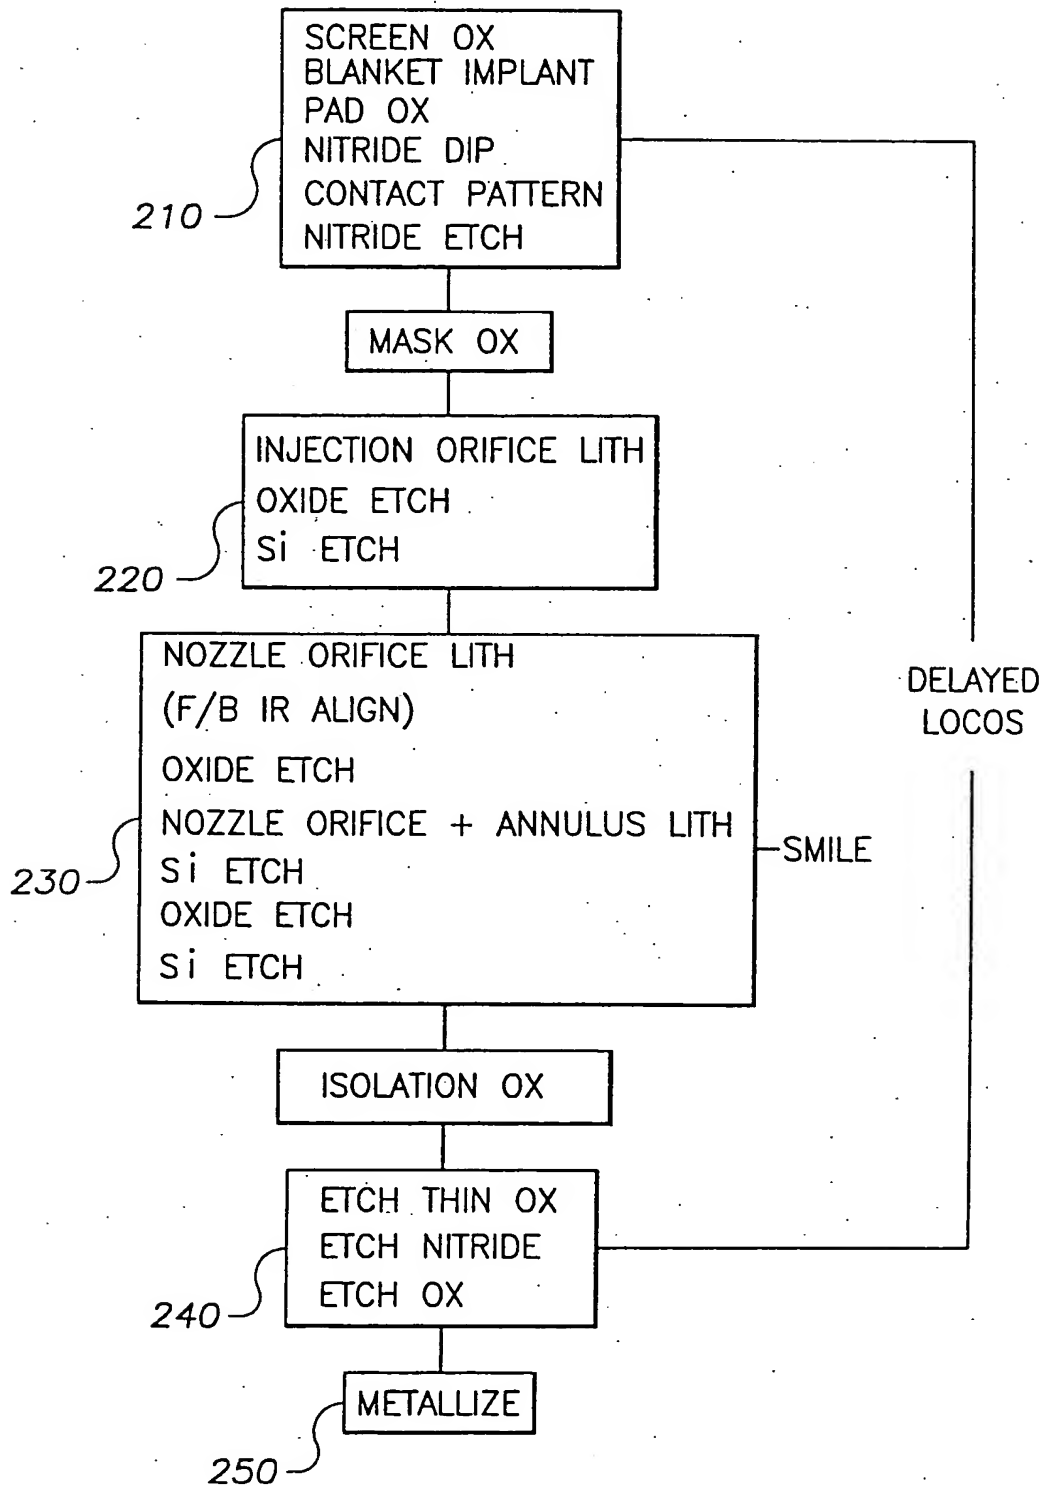 SCREEN OX
BLANKET IMPLANT
PAD OX
NITRIDE DIP
CONTACT PATTERN
NITRIDE ETCH
210
MASK OX
INJECTION ORIFICE LITH
OXIDE ETCH
Si ETCH
220
NOZZLE ORIFICE LITH
(F/B IR ALIGN)
OXIDE ETCH
NOZZLE ORIFICE + ANNULUS LITH
Si ETCH
OXIDE ETCH
Si ETCH
230
SMILE
DELAYED
LOCOS
ISOLATION OX
ETCH THIN OX
ETCH NITRIDE
ETCH OX
240
METALLIZE
250